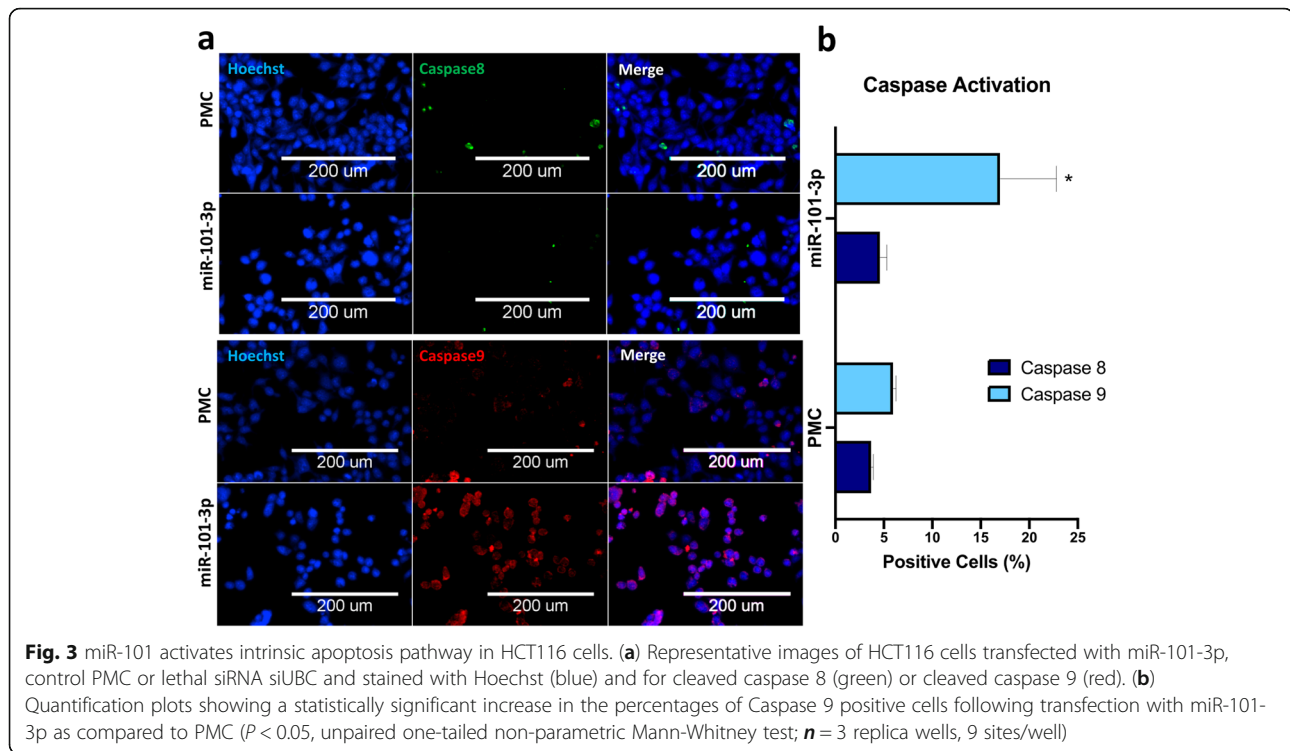 a
Hoechst Caspase8 Merge
PMC
200 um 200 um 200 um
miR-101-3p
200 um 200 um 200 um
Hoechst Caspase9 Merge
PMC
200 um 200 um 200 um
miR-101-3p
200 um 200 um 200 um
b
Caspase Activation
miR-101-3p
*
PMC
Caspase 8
Caspase 9
0 5 10 15 20 25
Positive Cells (%)
Fig. 3 miR-101 activates intrinsic apoptosis pathway in HCT116 cells. (a) Representative images of HCT116 cells transfected with miR-101-3p,
control PMC or lethal siRNA siUBC and stained with Hoechst (blue) and for cleaved caspase 8 (green) or cleaved caspase 9 (red). (b)
Quantification plots showing a statistically significant increase in the percentages of Caspase 9 positive cells following transfection with miR-101-
3p as compared to PMC (P < 0.05, unpaired one-tailed non-parametric Mann-Whitney test; n = 3 replica wells, 9 sites/well)